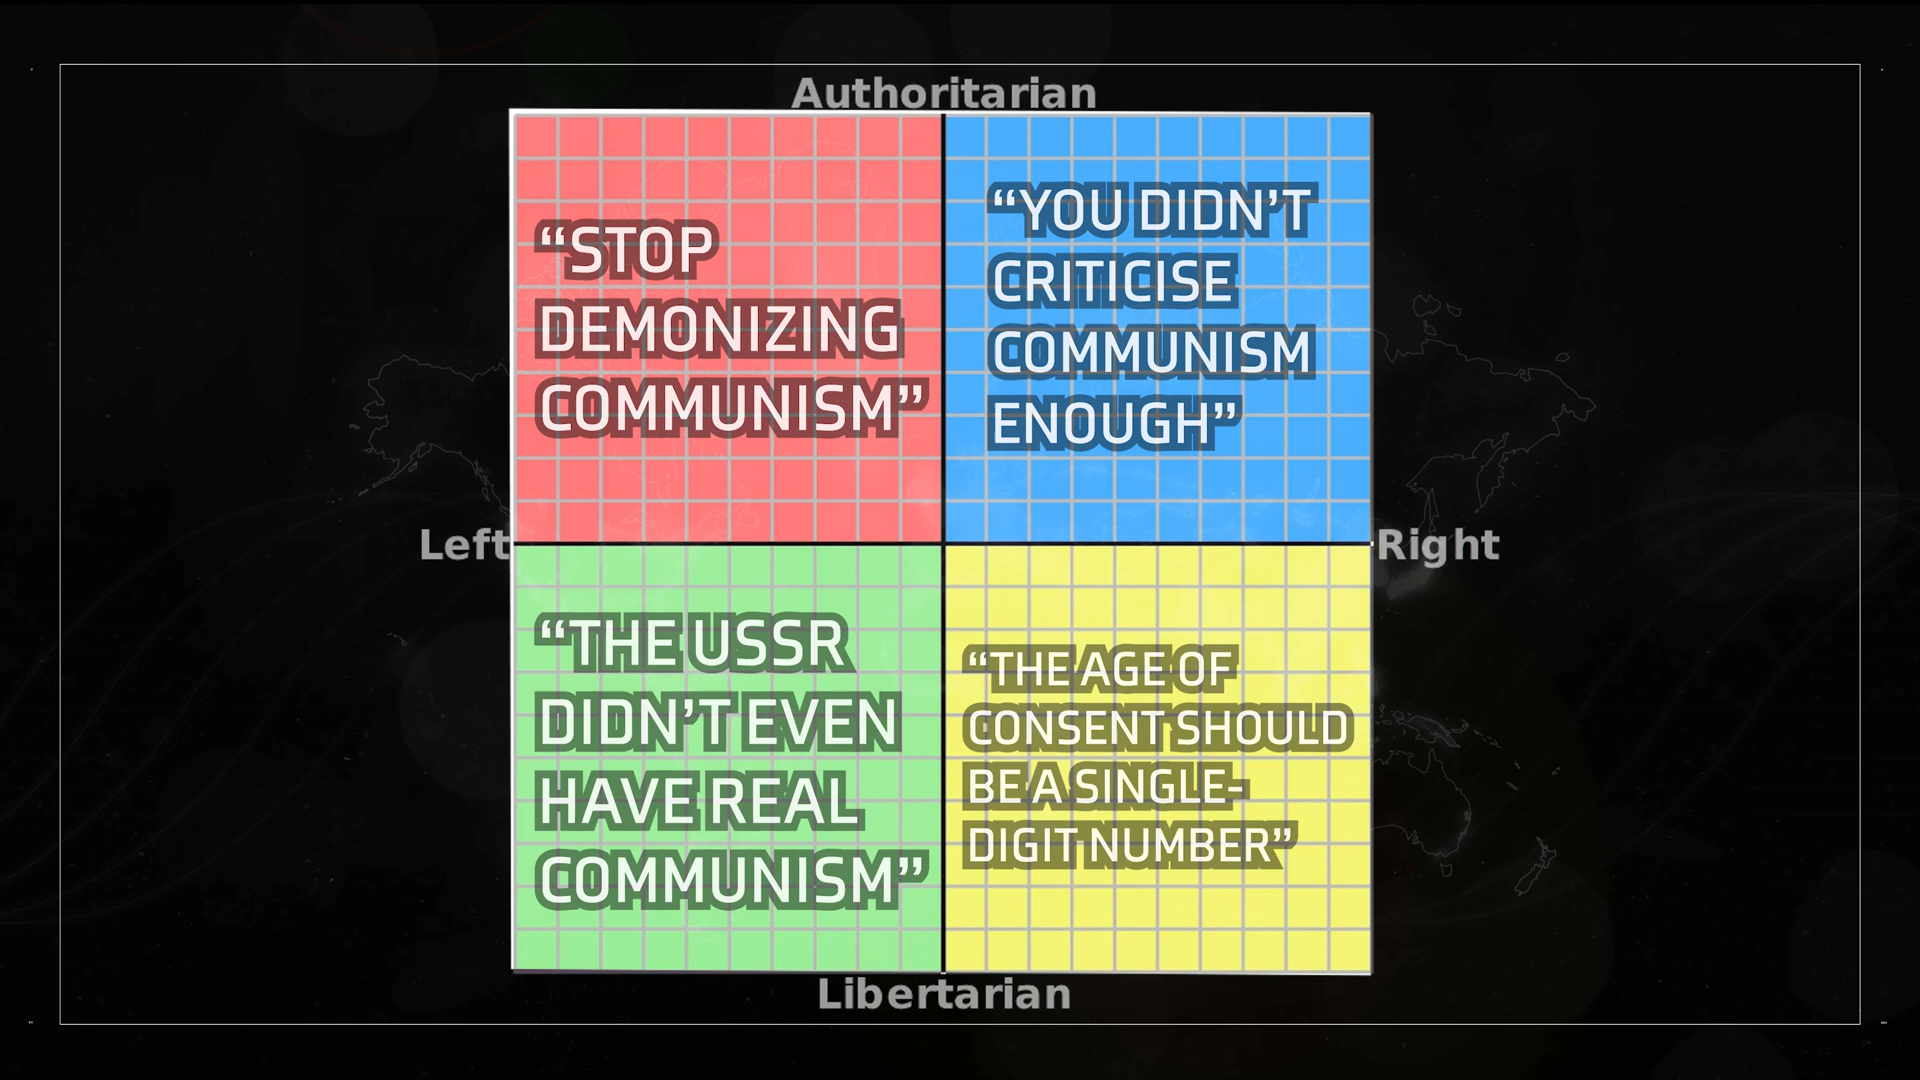 Authoritarian
“STOP
DEMONIZING
COMMUNISM”
“YOU DIDN’T
CRITICISE
COMMUNISM
ENOUGH”
Left
Right
“THE USSR
DIDN’T EVEN
HAVE REAL
COMMUNISM”
“THE AGE OF
CONSENT SHOULD
BE A SINGLE-
DIGIT NUMBER”
Libertarian